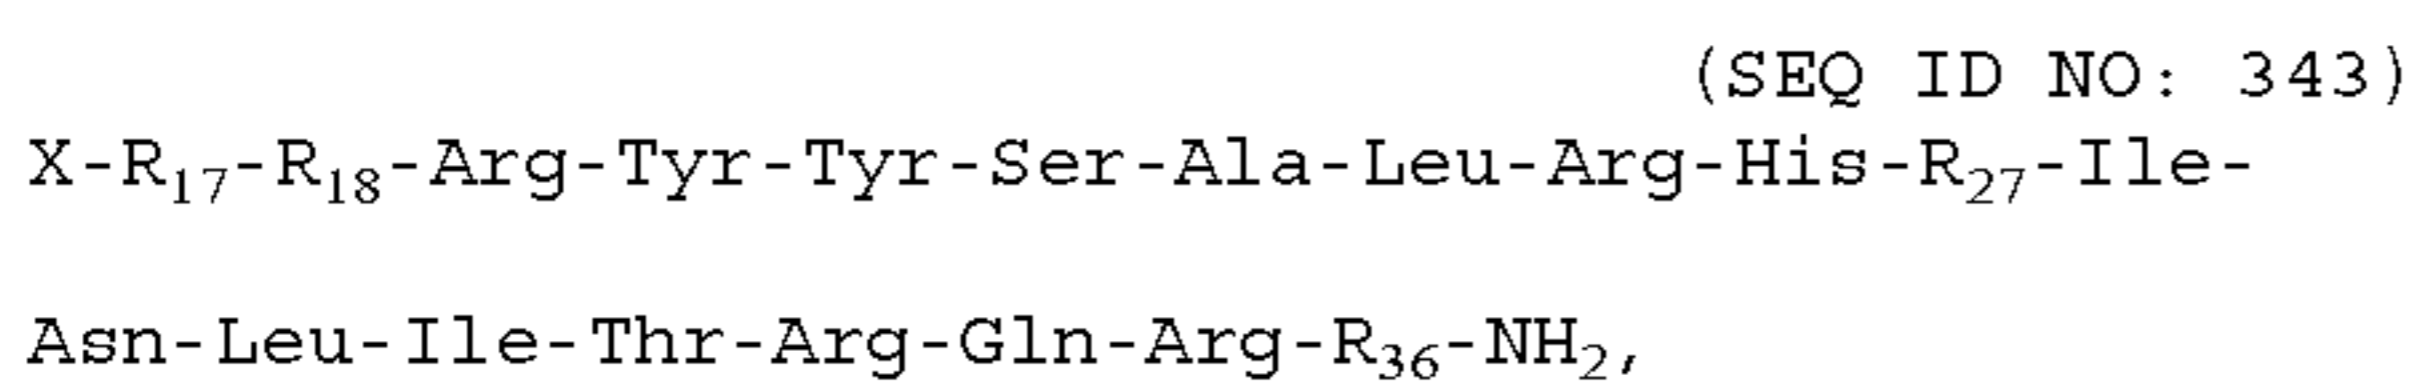 (SEQ ID NO: 343)
X-R₁₇-R₁₈-Arg-Tyr-Tyr-Ser-Ala-Leu-Arg-His-R₂₇-Ile-
Asn-Leu-Ile-Thr-Arg-Gln-Arg-R₃₆-NH₂,